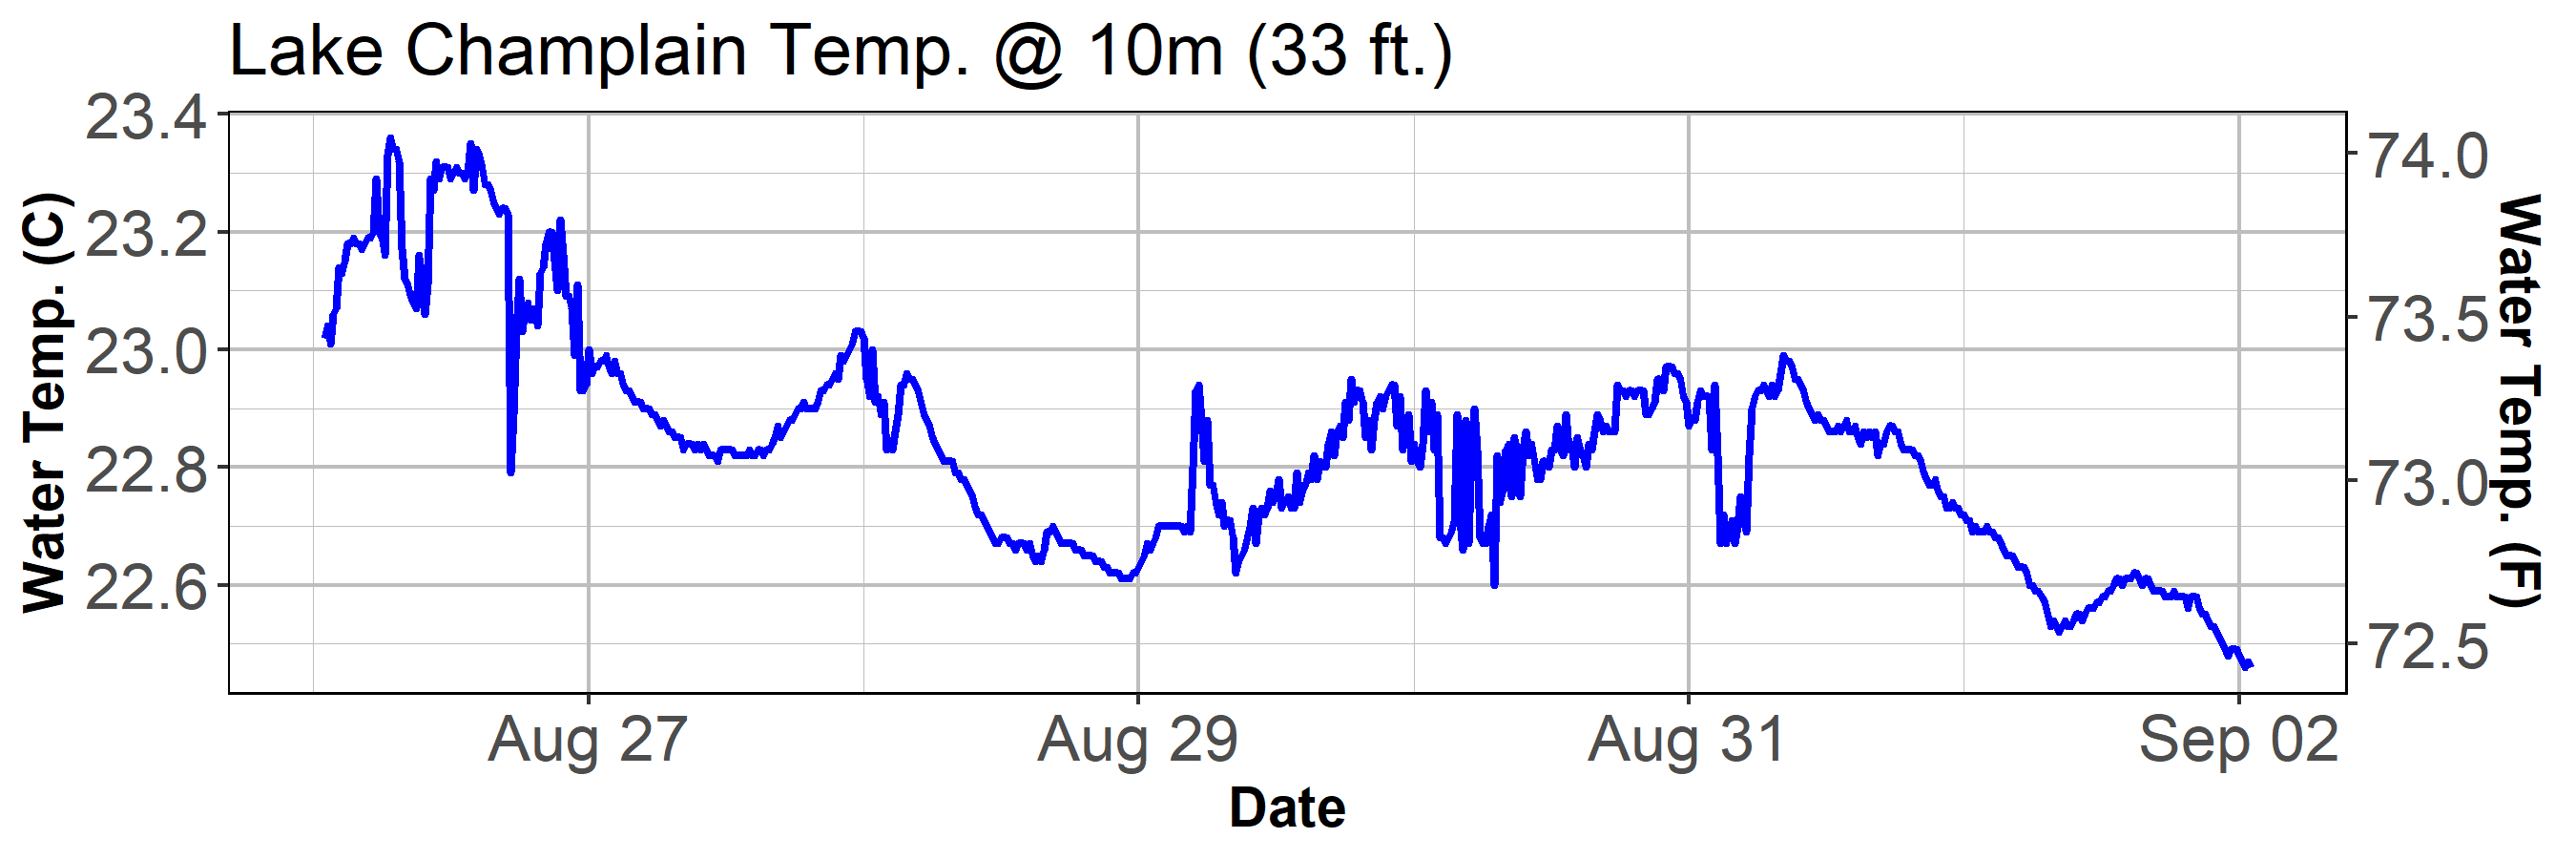 Lake Champlain Temp. @ 10m (33 ft.)
Water Temp. (C)
23.4
23.2
23.0
22.8
22.6
74.0
73.5
73.0
72.5
Water Temp. (F)
Aug 27
Aug 29
Aug 31
Sep 02
Date